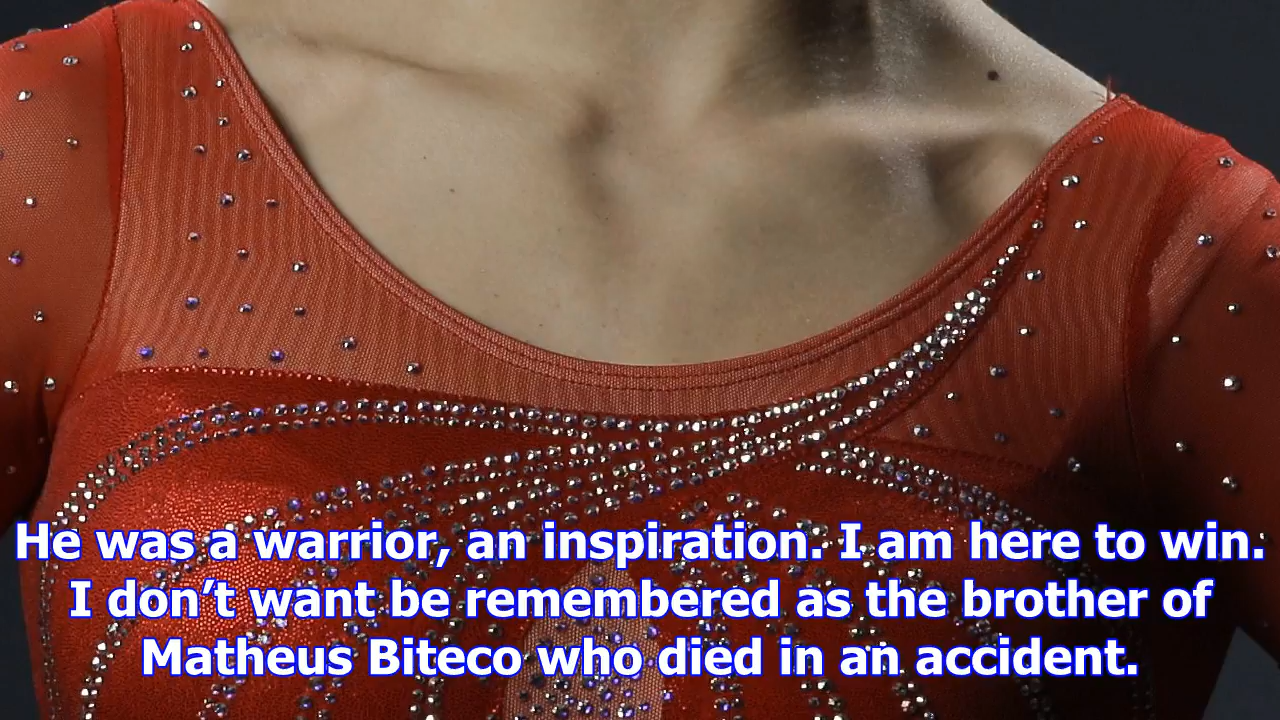 He was a warrior, an inspiration. I am here to win.
I don’t want be remembered as the brother of
Matheus Biteco who died in an accident.